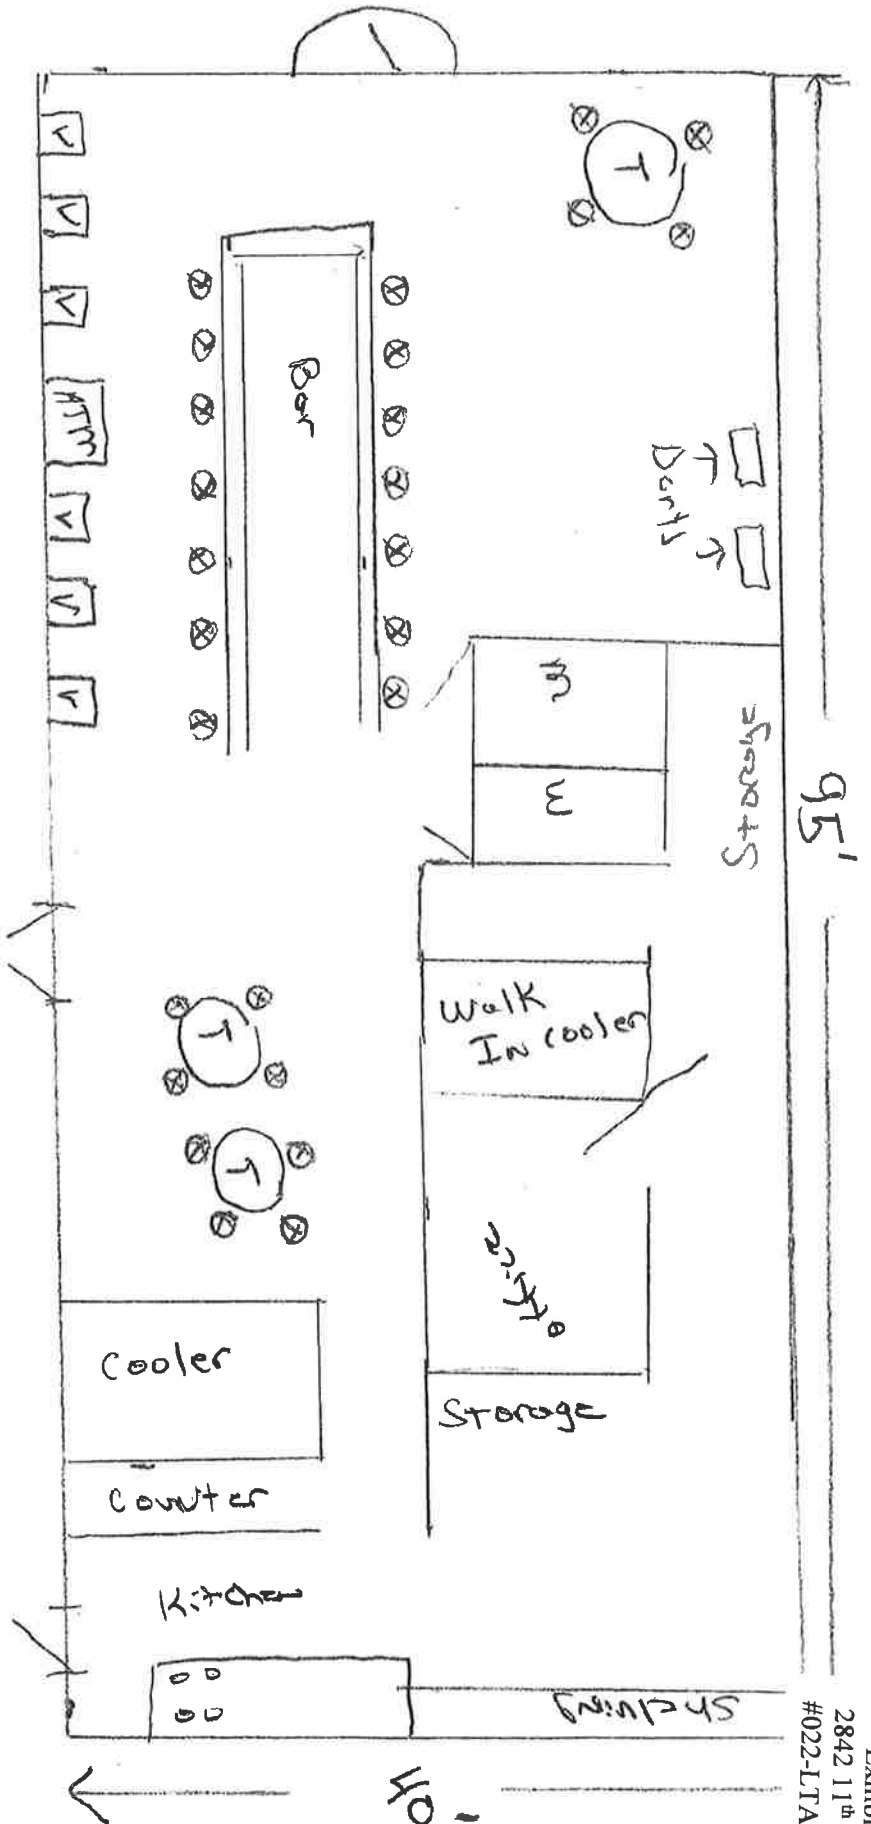 T
V
V
V
ATM
V
V
V
Bar
Darts
M
W
Storage
95'
T
T
Walk
In cooler
office
Storage
Cooler
Counter
Kitchen
Shelving
40'
2842 11th
#022-LTA